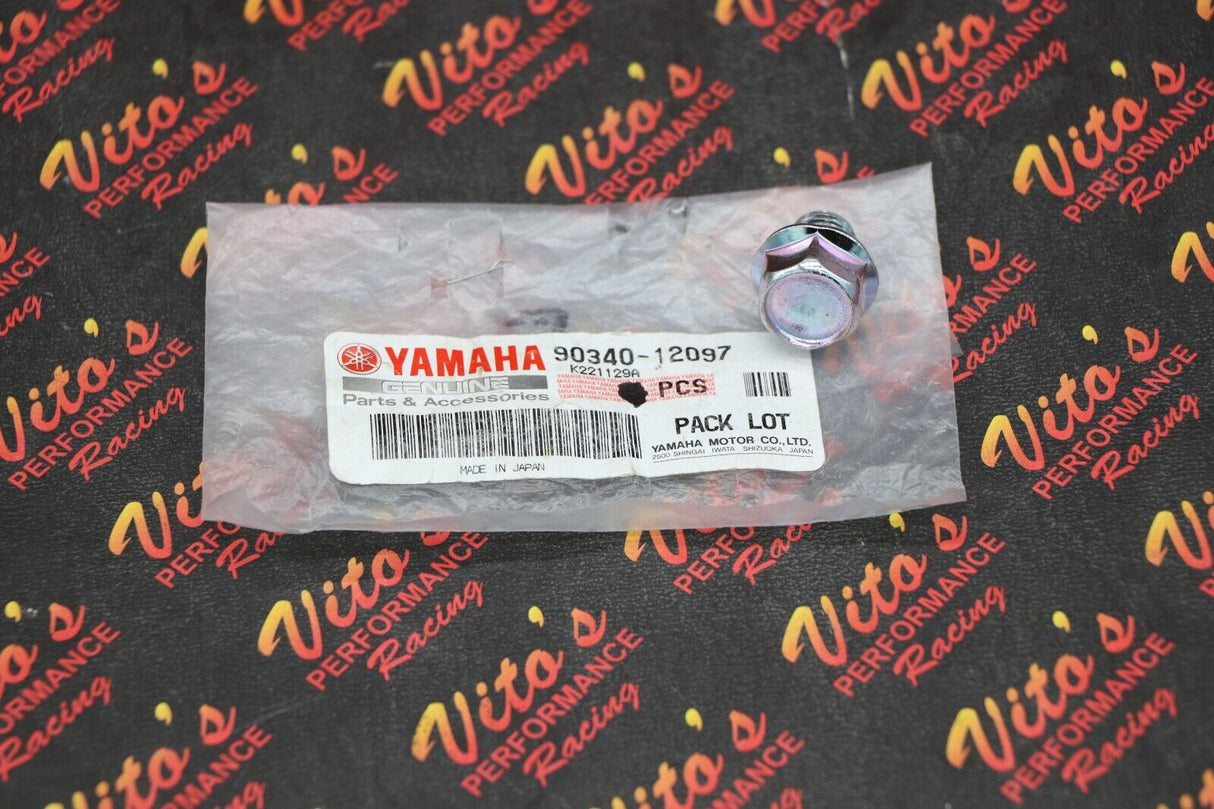 YAMAHA 90340-12097
K221129A
GENUINE
Parts & Accessories
PCS
PACK LOT
YAMAHA MOTOR CO.,LTD.
2500 SHINGAI IWATA SHIZUOKA JAPAN
MADE IN JAPAN
Vito's
PERFORMANCE
Racing